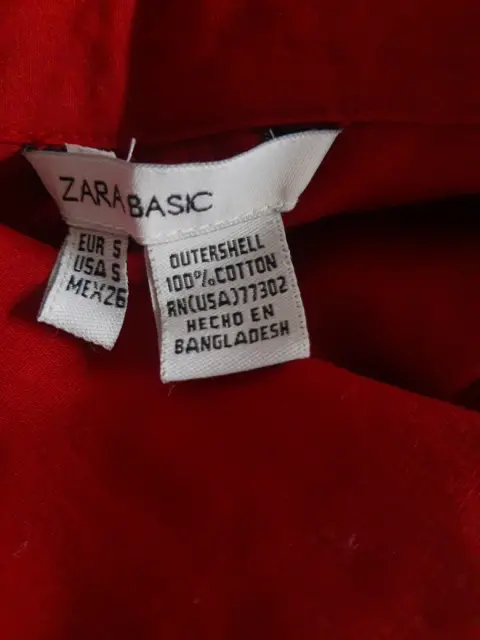 ZARA BASIC
EUR S
USA S
MEX 26
OUTERSHELL
100% COTTON
RN(USA)77302
HECHO EN
BANGLADESH